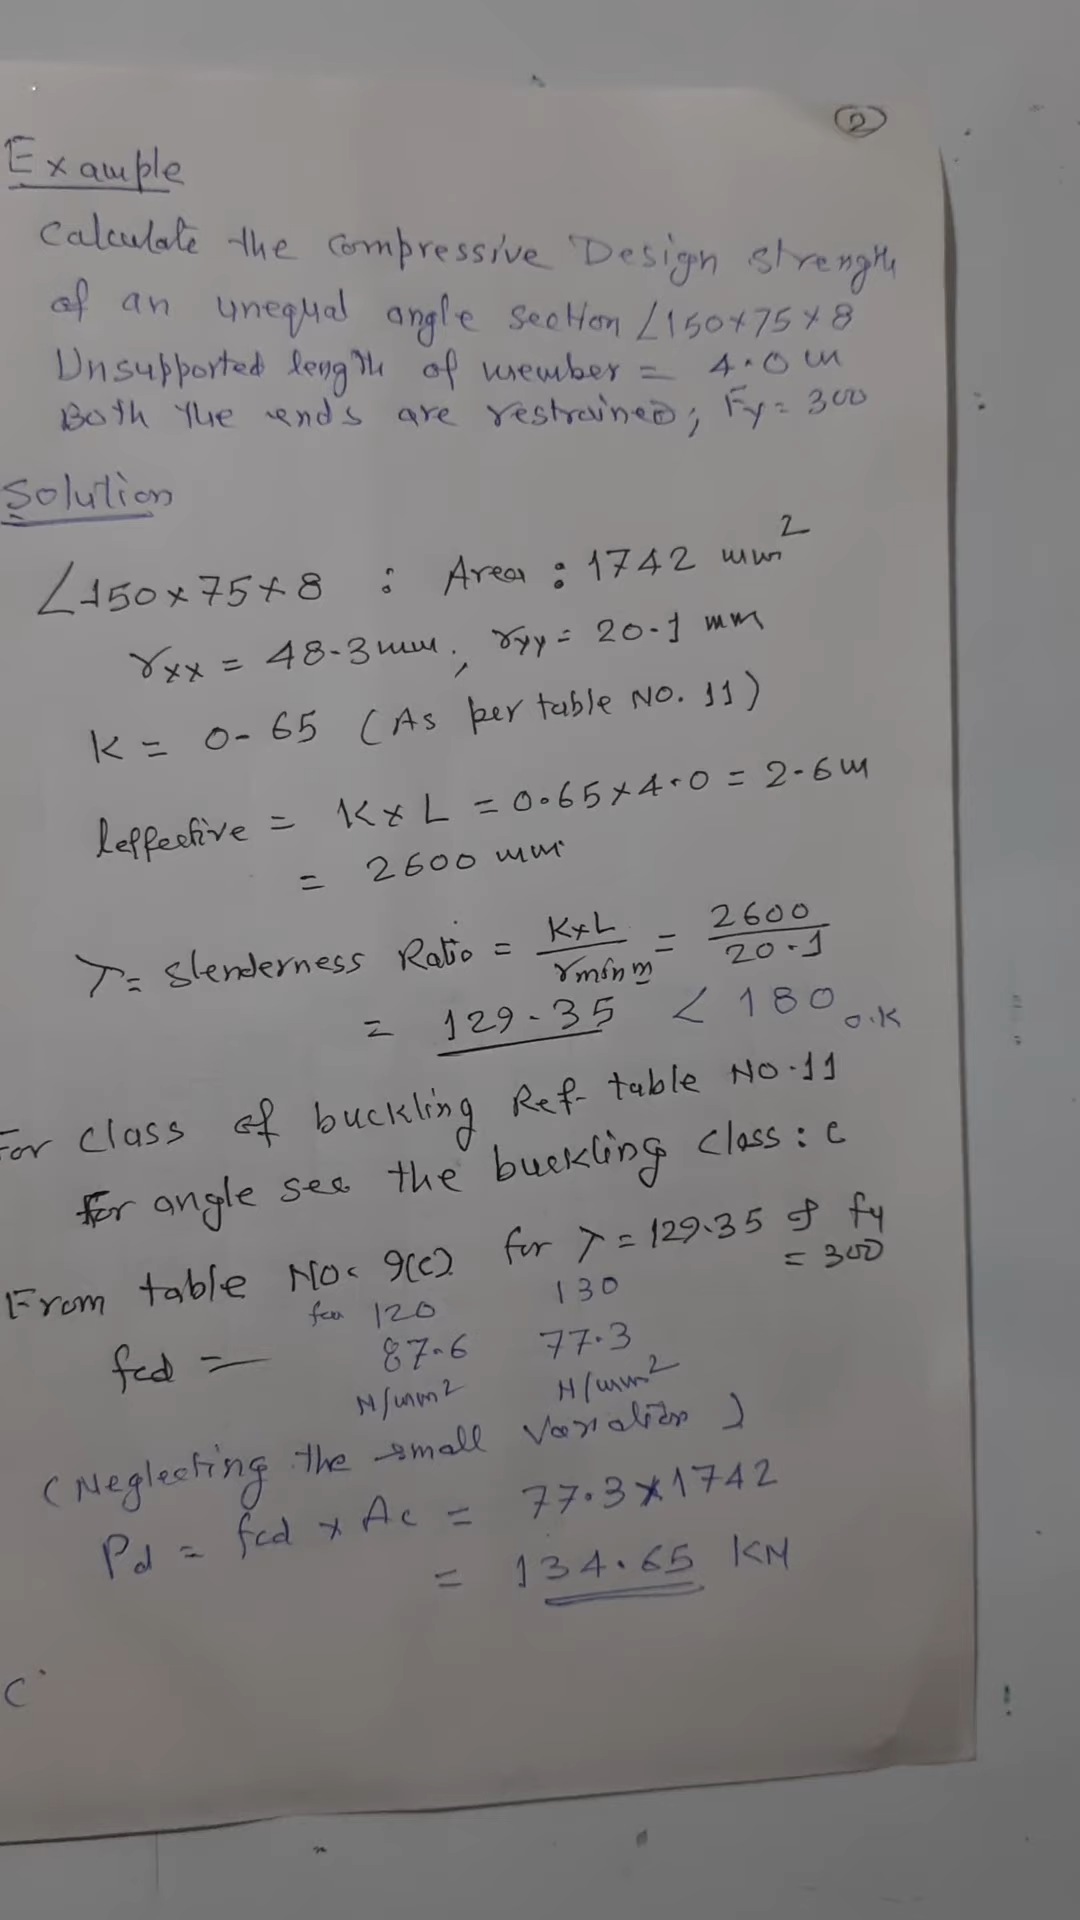 2
Example
Calculate the compressive Design strength
of an unequal angle section ∠150×75×8
Unsupported length of member = 4.0 m
Both the ends are restrained; Fy = 300
Solution
∠150×75×8 : Area : 1742 mm²
rxx = 48.3 mm, ryy = 20.1 mm
K = 0.65 (As per table No. 11)
leffective = K×L = 0.65×4.0 = 2.6 m
= 2600 mm
λ = Slenderness Ratio = K×L / rminm = 2600 / 20.1
= 129.35 < 180 O.K
For class of buckling Ref. table No. 11
For angle see the buckling class : c
From table No. 9(c) for λ = 129.35 & fy = 300
for 120 130
fcd = 87.6 77.3
N/mm² N/mm²
(Neglecting the small variation)
Pd = fcd × Ac = 77.3×1742
= 134.65 KN
c